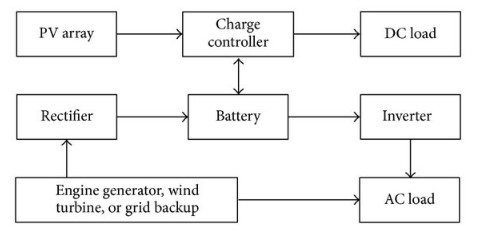 PV array
Charge
controller
DC load
Rectifier
Battery
Inverter
Engine generator, wind
turbine, or grid backup
AC load